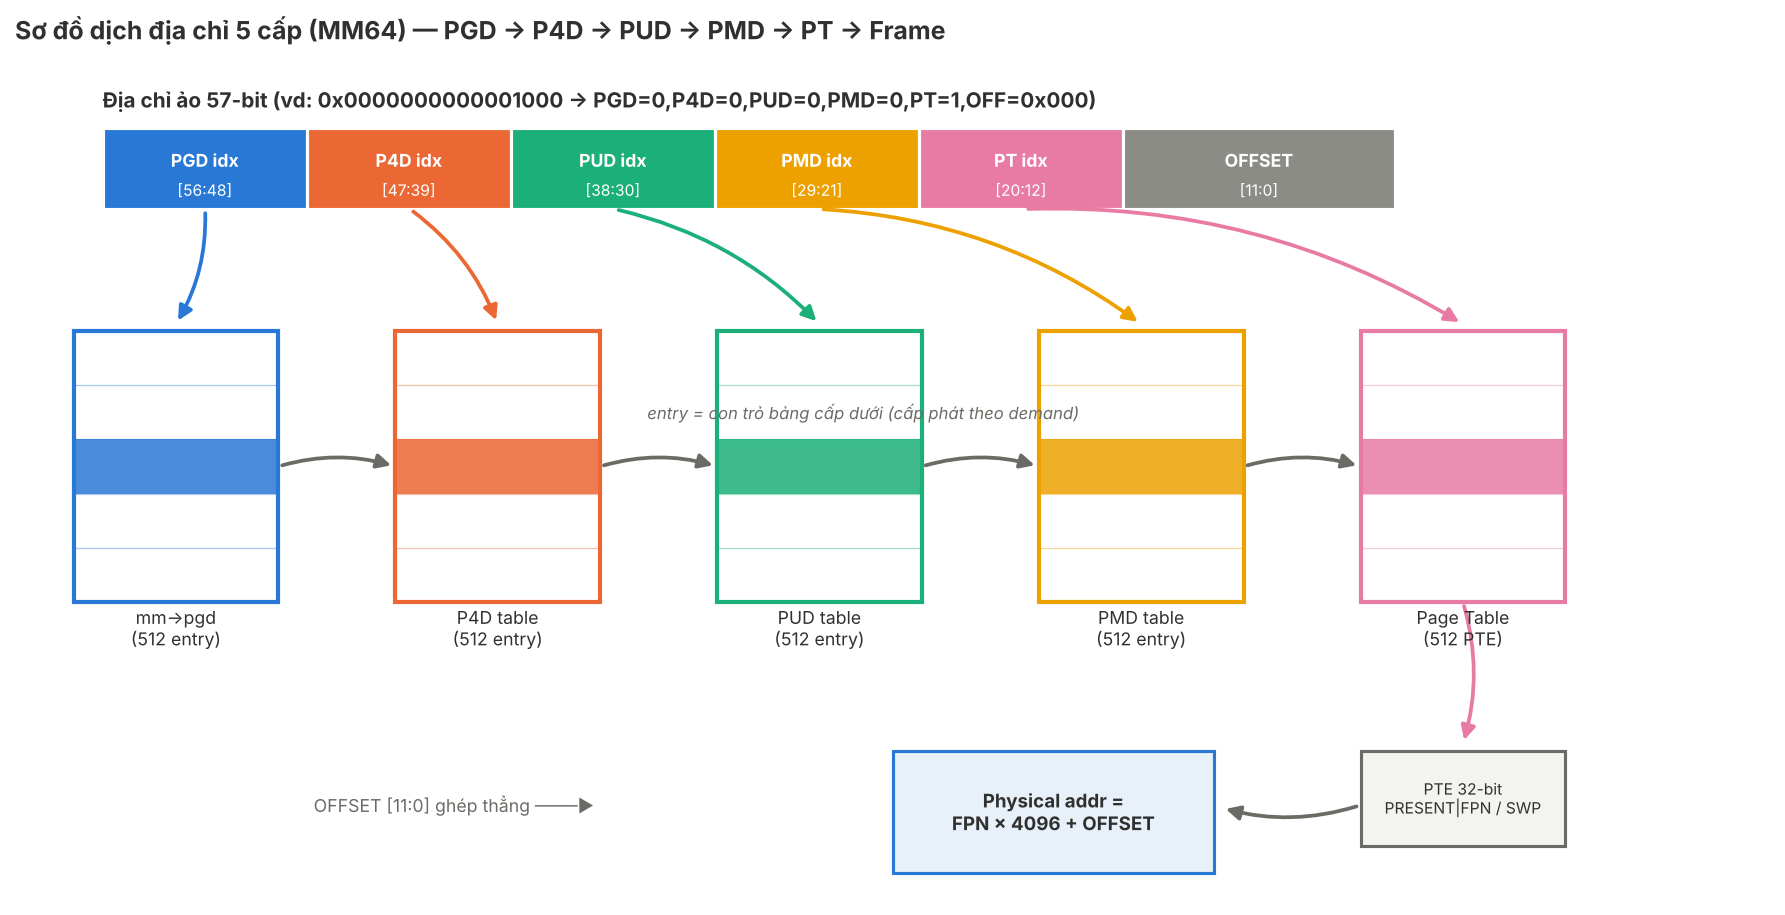 Sơ đồ dịch địa chỉ 5 cấp (MM64) — PGD → P4D → PUD → PMD → PT → Frame
Địa chỉ ảo 57-bit (vd: 0x0000000000001000 → PGD=0,P4D=0,PUD=0,PMD=0,PT=1,OFF=0x000)
PGD idx
[56:48]
P4D idx
[47:39]
PUD idx
[38:30]
PMD idx
[29:21]
PT idx
[20:12]
OFFSET
[11:0]
entry = con trỏ bảng cấp dưới (cấp phát theo demand)
mm→pgd
(512 entry)
P4D table
(512 entry)
PUD table
(512 entry)
PMD table
(512 entry)
Page Table
(512 PTE)
OFFSET [11:0] ghép thẳng ──►
Physical addr =
FPN × 4096 + OFFSET
PTE 32-bit
PRESENT|FPN / SWP